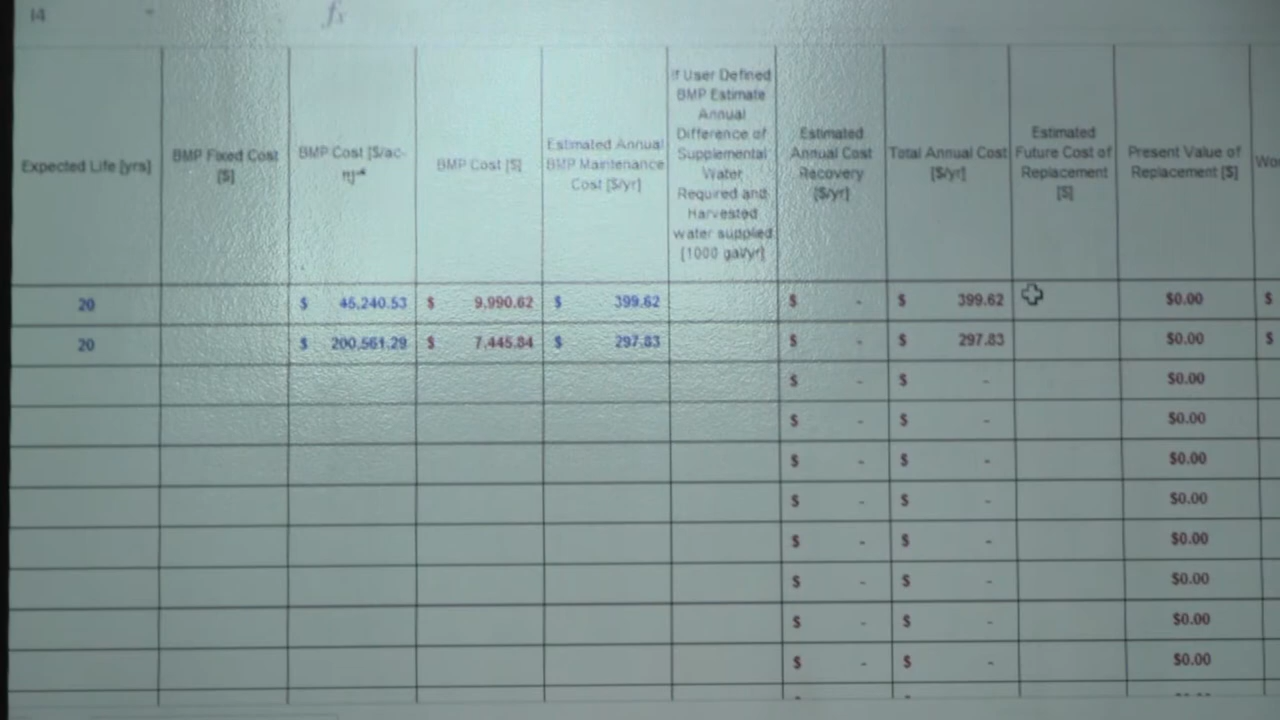 I4
fx
Expected Life [yrs]
BMP Fixed Cost
[$]
BMP Cost [$/ac-
BMP Cost [$]
Estimated Annual
BMP Maintenance
Cost [$/yr]
If User Defined
BMP Estimate
Annual
Difference of
Supplemental
Water
Required and
Harvested
water supplied
[1000 gal/yr]
Estimated
Annual Cost
Recovery
[$/yr]
Total Annual Cost
[$/yr]
Estimated
Future Cost of
Replacement
[$]
Present Value of
Replacement [$]
20 $ 45,240.53 $ 9,990.62 $ 399.62 $ - $ 399.62 $0.00 $
20 $ 200,561.29 $ 7,445.84 $ 297.83 $ - $ 297.83 $0.00 $
$ - $ - $0.00
$ - $ - $0.00
$ - $ - $0.00
$ - $ - $0.00
$ - $ - $0.00
$ - $ - $0.00
$ - $ - $0.00
$ - $ - $0.00